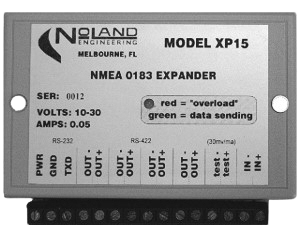 NOLAND
ENGINEERING
MELBOURNE, FL
MODEL XP15
NMEA 0183 EXPANDER
SER: 0012
VOLTS: 10-30
AMPS: 0.05
red = "overload"
green = data sending
RS-232
RS-422
(30mv/ma)
PWR
GND
TXD
OUT -
OUT +
OUT -
OUT +
OUT -
OUT +
OUT -
OUT +
test -
test +
IN -
IN +